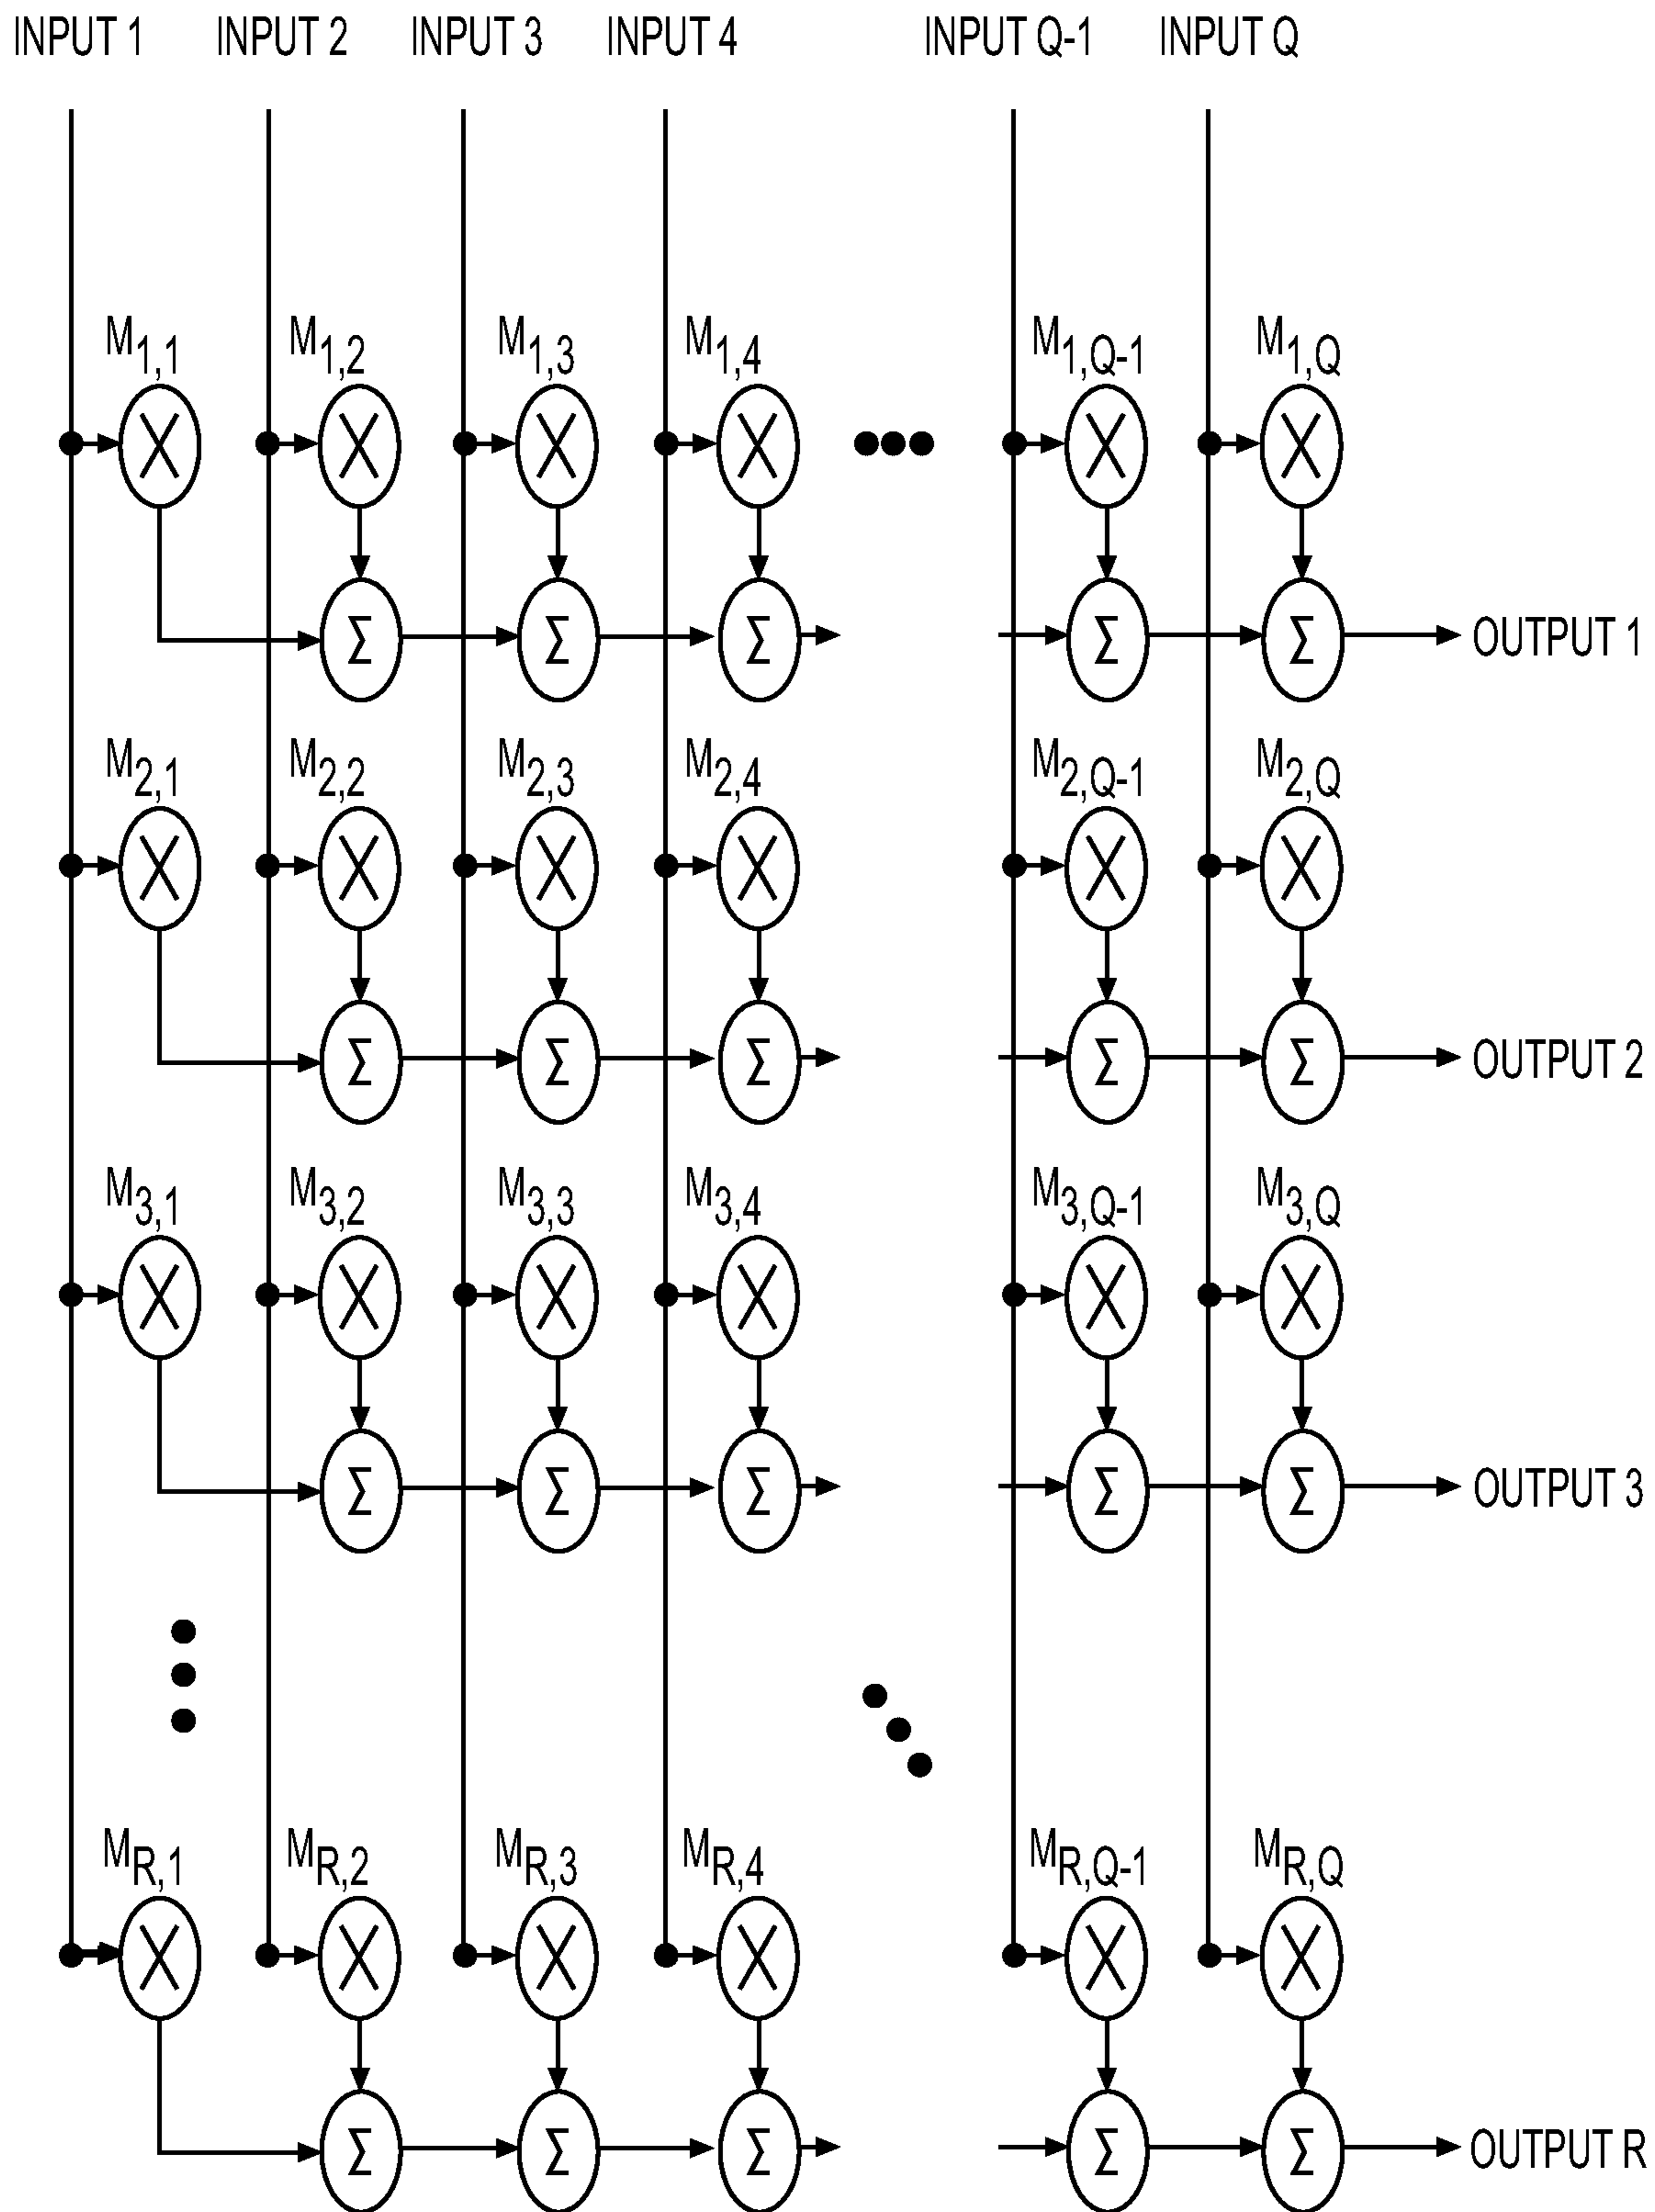 INPUT 1 INPUT 2 INPUT 3 INPUT 4 INPUT Q-1 INPUT Q
M1,1 M1,2 M1,3 M1,4 M1,Q-1 M1,Q
Σ Σ Σ Σ Σ OUTPUT 1
M2,1 M2,2 M2,3 M2,4 M2,Q-1 M2,Q
Σ Σ Σ Σ Σ OUTPUT 2
M3,1 M3,2 M3,3 M3,4 M3,Q-1 M3,Q
Σ Σ Σ Σ Σ OUTPUT 3
MR,1 MR,2 MR,3 MR,4 MR,Q-1 MR,Q
Σ Σ Σ Σ Σ OUTPUT R